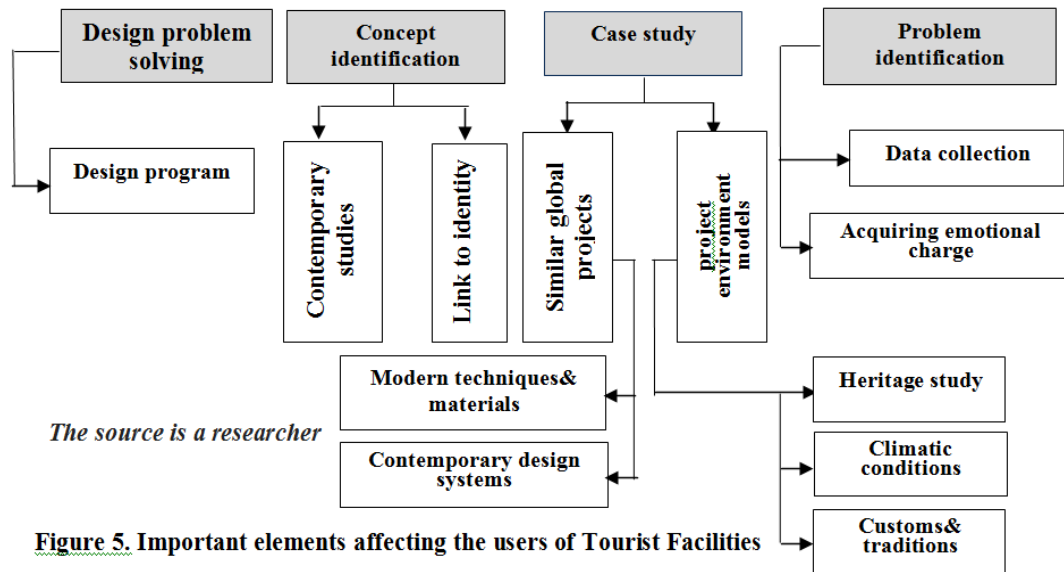 Design problem
solving
Concept
identification
Case study
Problem
identification
Design program
Contemporary
studies
Link to identity
Similar global
projects
project
environment
models
Data collection
Acquiring emotional
charge
Modern techniques&
materials
Contemporary design
systems
Heritage study
Climatic
conditions
Customs&
traditions
The source is a researcher
Figure 5. Important elements affecting the users of Tourist Facilities